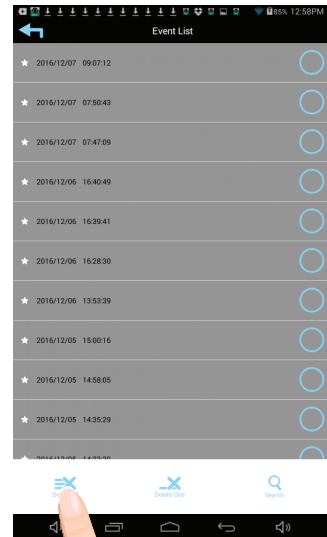 85% 12:58PM
Event List
2016/12/07 09:07:12
2016/12/07 07:50:43
2016/12/07 07:47:09
2016/12/06 16:40:49
2016/12/06 16:39:41
2016/12/06 16:28:30
2016/12/06 13:53:39
2016/12/05 15:00:16
2016/12/05 14:58:05
2016/12/05 14:35:29
Delete One
Search